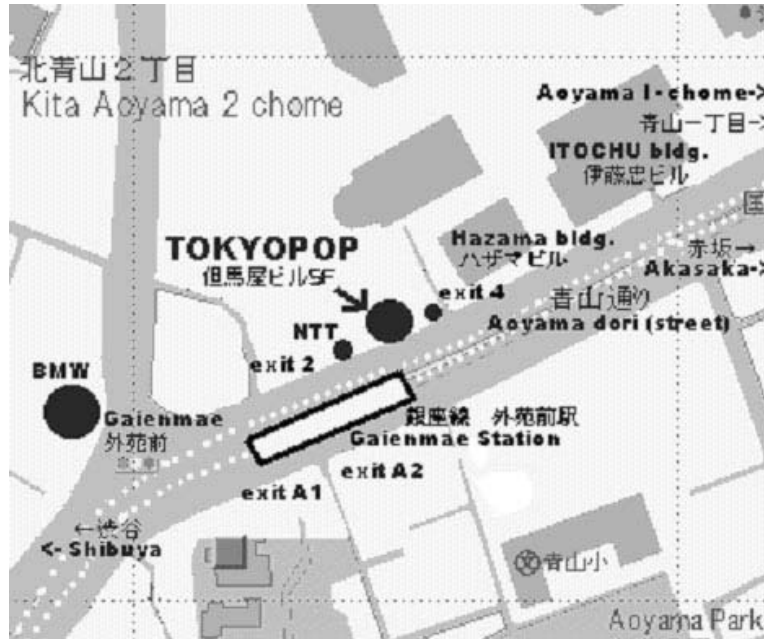 北青山2丁目
Kita Aoyama 2 chome
Aoyama I-chome->
青山一丁目→
ITOCHU bldg.
伊藤忠ビル
TOKYOPOP
但馬屋ビル5F
Hazama bldg.
ハザマビル
赤坂→
Akasaka->
exit 4
青山通り
Aoyama dori (street)
NTT
exit 2
BMW
Gaienmae
外苑前
銀座線 外苑前駅
Gaienmae Station
exit A2
exit A1
←渋谷
<- Shibuya
青山小
Aoyama Park